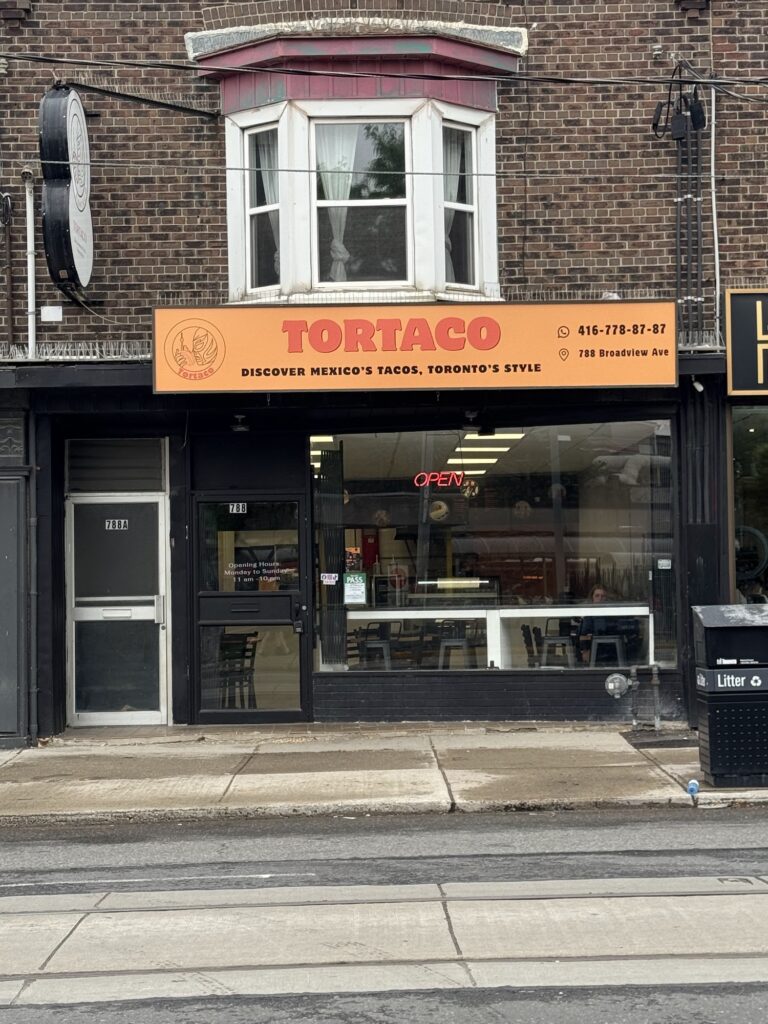 TORTACO
DISCOVER MEXICO'S TACOS, TORONTO'S STYLE
416-778-87-87
788 Broadview Ave
Tortaco
OPEN
788A
788
Opening Hours
Monday to Sunday
11 am - 10 pm
PASS
TORONTO
Litter